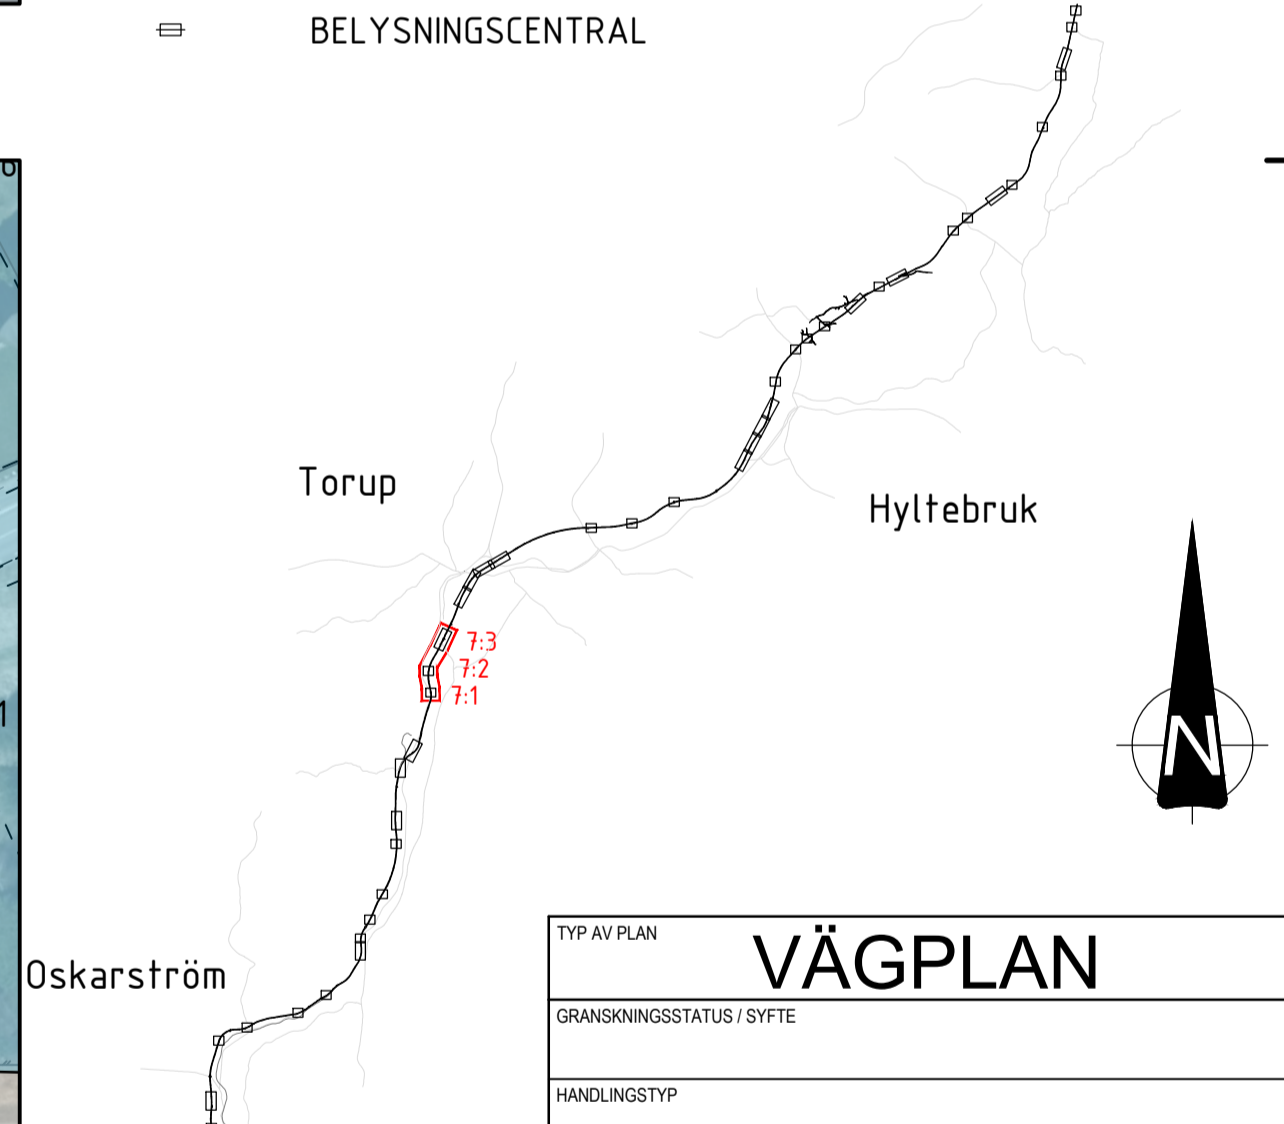 BELYSNINGSCENTRAL
Torup
Hyltebruk
7:3
7:2
7:1
N
Oskarström
TYP AV PLAN
VÄGPLAN
GRANSKNINGSSTATUS / SYFTE
HANDLINGSTYP